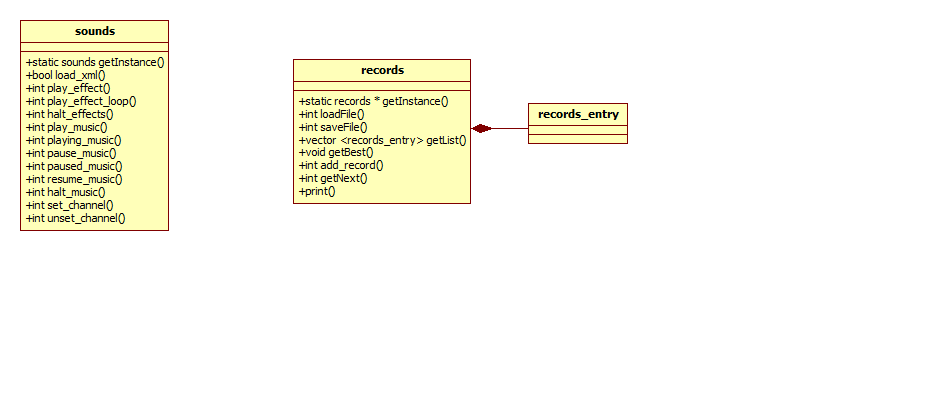 sounds
+static sounds getInstance()
+bool load_xml()
+int play_effect()
+int play_effect_loop()
+int halt_effects()
+int play_music()
+int playing_music()
+int pause_music()
+int paused_music()
+int resume_music()
+int halt_music()
+int set_channel()
+int unset_channel()
records
+static records * getInstance()
+int loadFile()
+int saveFile()
+vector <records_entry> getList()
+void getBest()
+int add_record()
+int getNext()
+print()
records_entry